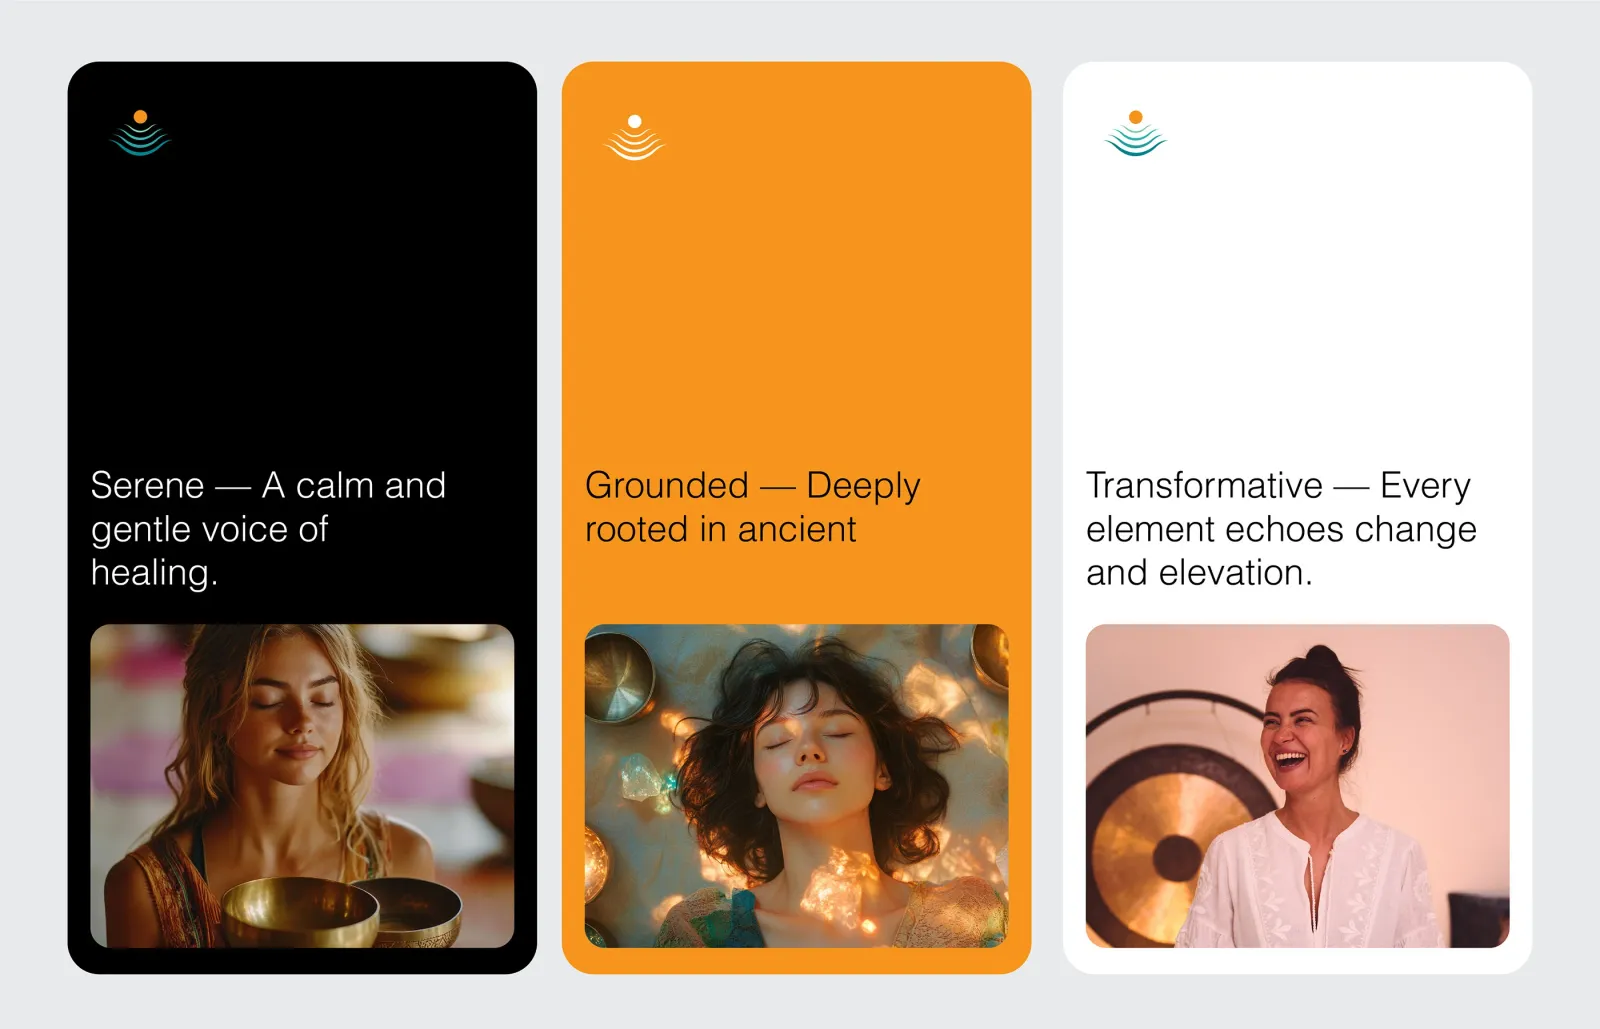 Serene — A calm and
gentle voice of
healing.
Grounded — Deeply
rooted in ancient
Transformative — Every
element echoes change
and elevation.